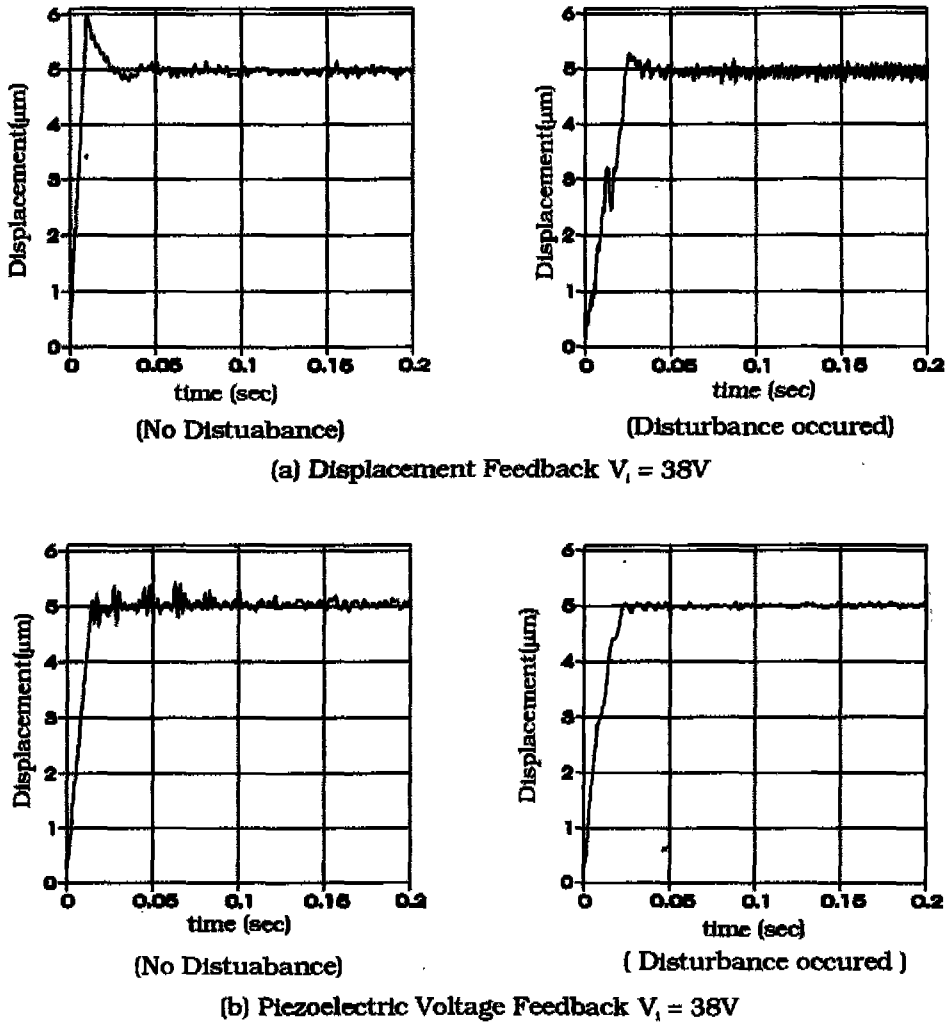 6
5
4
3
2
1
0
Displacement(μm)
0 0.05 0.1 0.15 0.2
time (sec)
(No Distuabance)
6
5
4
3
2
1
0
Displacement(μm)
0 0.05 0.1 0.15 0.2
time (sec)
(Disturbance occured)
(a) Displacement Feedback Vi = 38V
6
5
4
3
2
1
0
Displacement(μm)
0 0.05 0.1 0.15 0.2
time (sec)
(No Distuabance)
6
5
4
3
2
1
0
Displacement(μm)
0 0.05 0.1 0.15 0.2
time (sec)
( Disturbance occured )
(b) Piezoelectric Voltage Feedback Vi = 38V